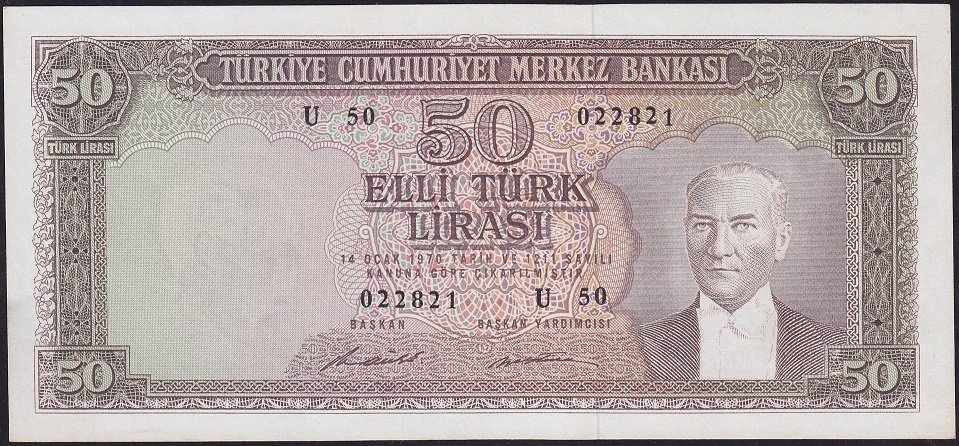 50 TÜRKİYE CUMHURİYET MERKEZ BANKASI 50
U 50 50 022821
TÜRK LİRASI TÜRK LİRASI
ELLİ TÜRK
LİRASI
14 OCAK 1970 TARİH VE 1211 SAYILI
KANUNA GÖRE ÇIKARILMIŞTIR
022821 U 50
BAŞKAN BAŞKAN YARDIMCISI
50 50